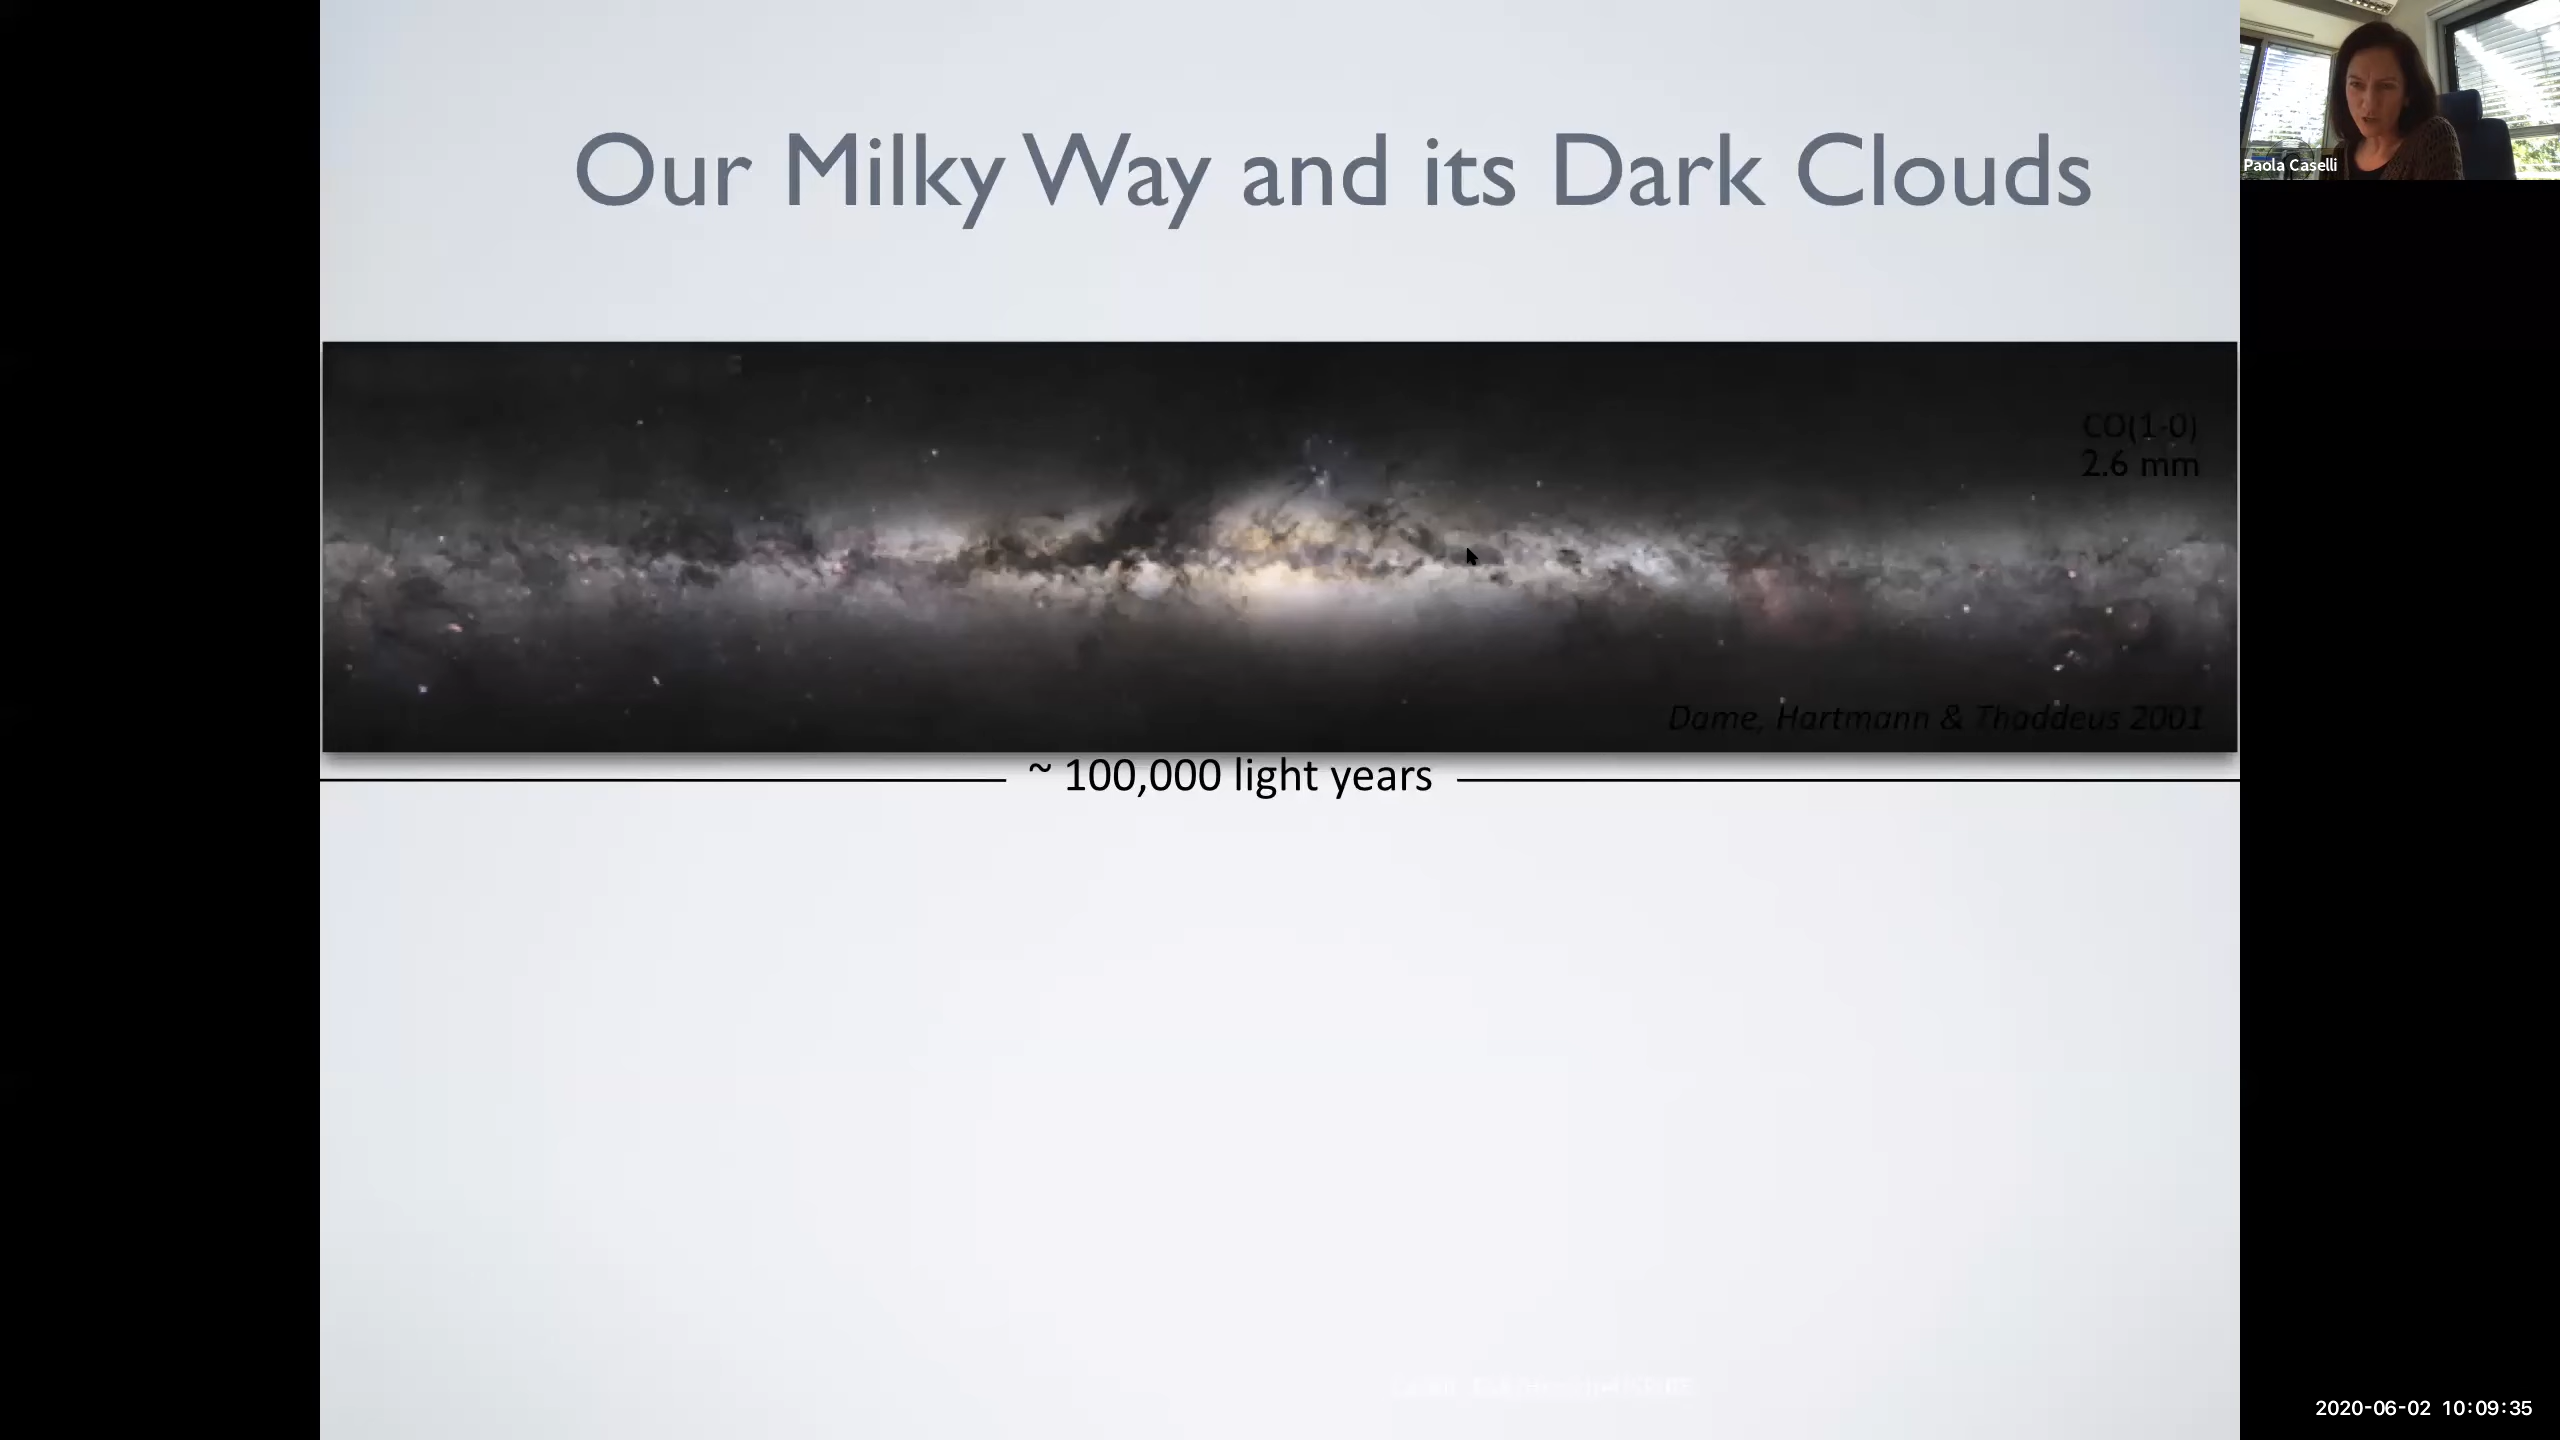 Our Milky Way and its Dark Clouds
Paola Caselli
CO(1-0)
2.6 mm
Dame, Hartmann & Thaddeus 2001
~ 100,000 light years
2020-06-02 10:09:35